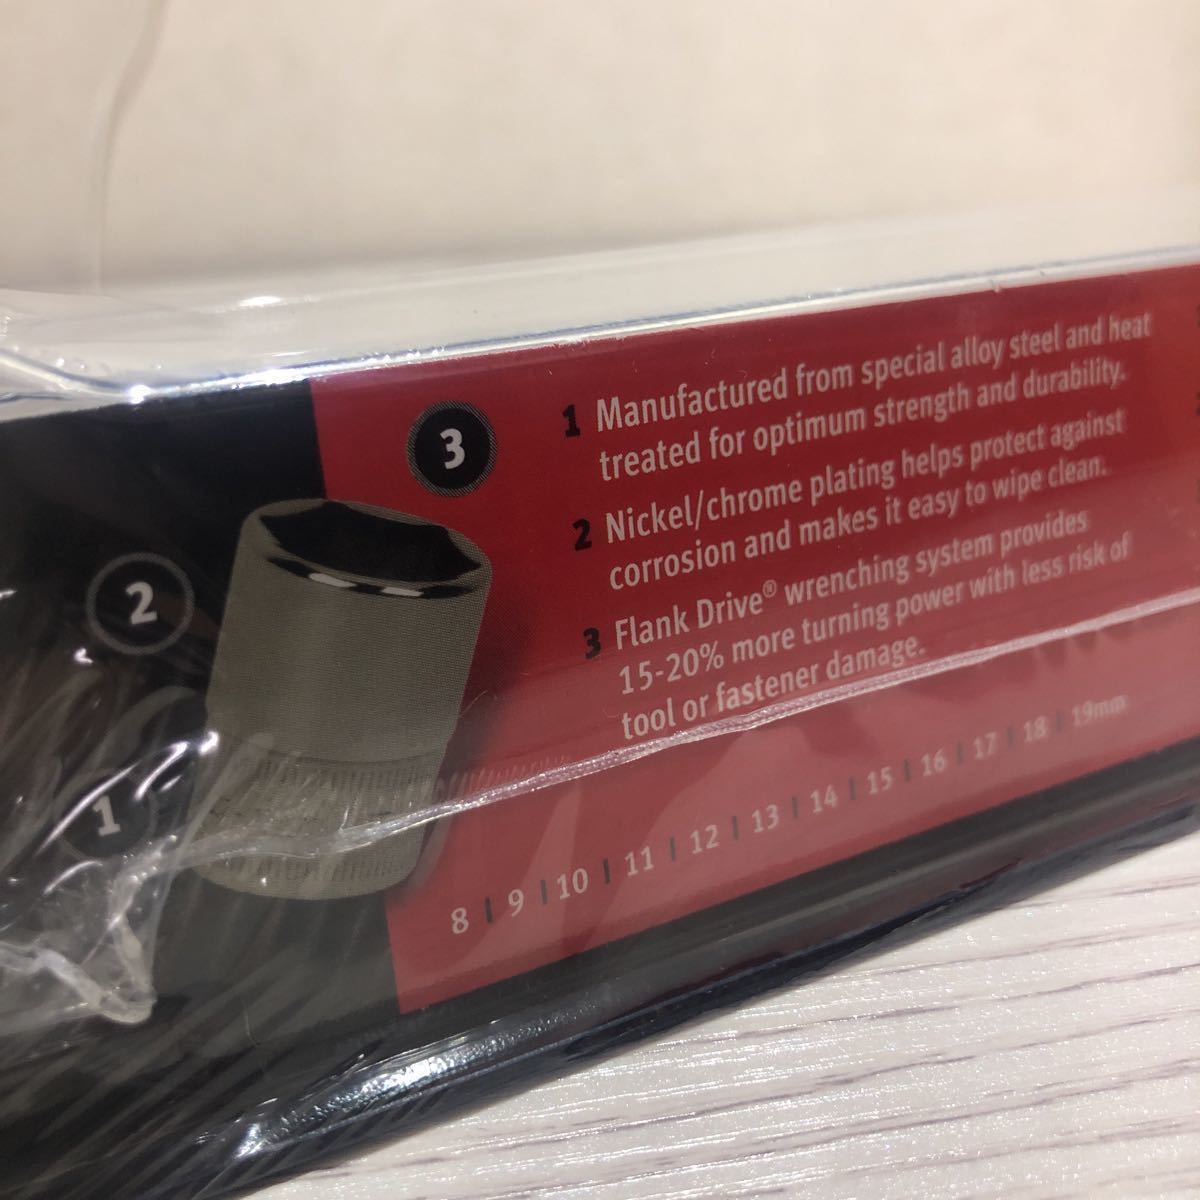 3
2
1
1 Manufactured from special alloy steel and heat
treated for optimum strength and durability.
2 Nickel/chrome plating helps protect against
corrosion and makes it easy to wipe clean.
3 Flank Drive® wrenching system provides
15-20% more turning power with less risk of
tool or fastener damage.
8 | 9 | 10 | 11 | 12 | 13 | 14 | 15 | 16 | 17 | 18 | 19mm